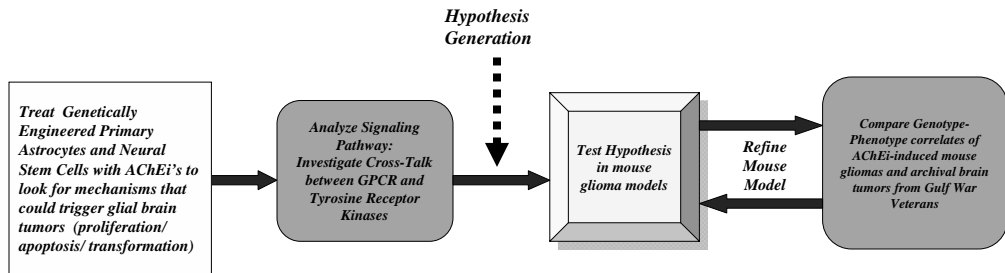 Hypothesis
Generation
Treat Genetically
Engineered Primary
Astrocytes and Neural
Stem Cells with AChEi's to
look for mechanisms that
could trigger glial brain
tumors (proliferation/
apoptosis/ transformation)
Analyze Signaling
Pathway:
Investigate Cross-Talk
between GPCR and
Tyrosine Receptor
Kinases
Test Hypothesis
in mouse
glioma models
Refine
Mouse
Model
Compare Genotype-
Phenotype correlates of
AChEi-induced mouse
gliomas and archival brain
tumors from Gulf War
Veterans